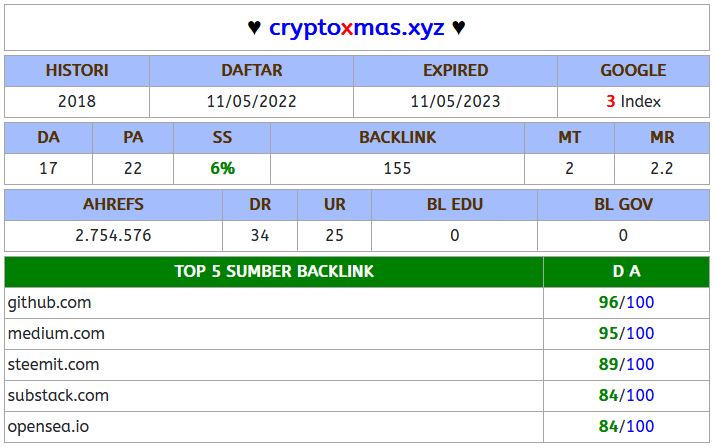 ♥ cryptoxmas.xyz ♥
HISTORI DAFTAR EXPIRED GOOGLE
2018 11/05/2022 11/05/2023 3 Index
DA PA SS BACKLINK MT MR
17 22 6% 155 2 2.2
AHREFS DR UR BL EDU BL GOV
2.754.576 34 25 0 0
TOP 5 SUMBER BACKLINK D A
github.com 96/100
medium.com 95/100
steemit.com 89/100
substack.com 84/100
opensea.io 84/100